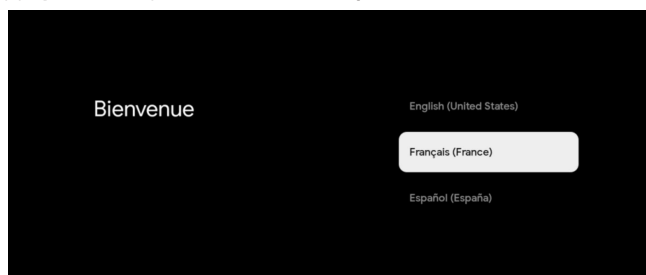 Bienvenue
English (United States)
Français (France)
Español (España)